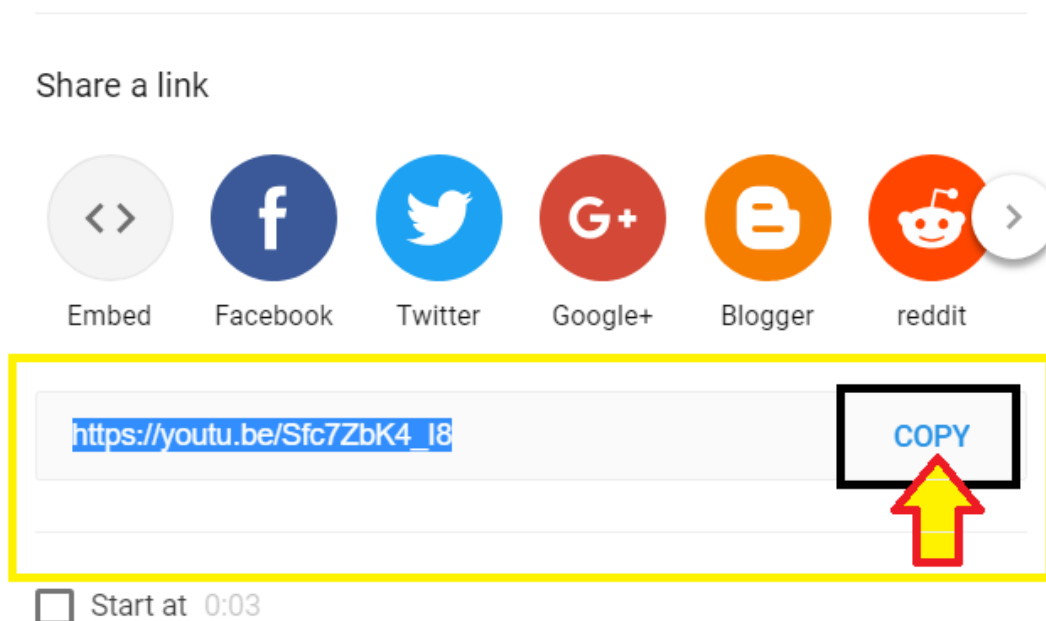 Share a link
Embed Facebook Twitter Google+ Blogger reddit
https://youtu.be/Sfc7ZbK4_I8 COPY
Start at 0:03